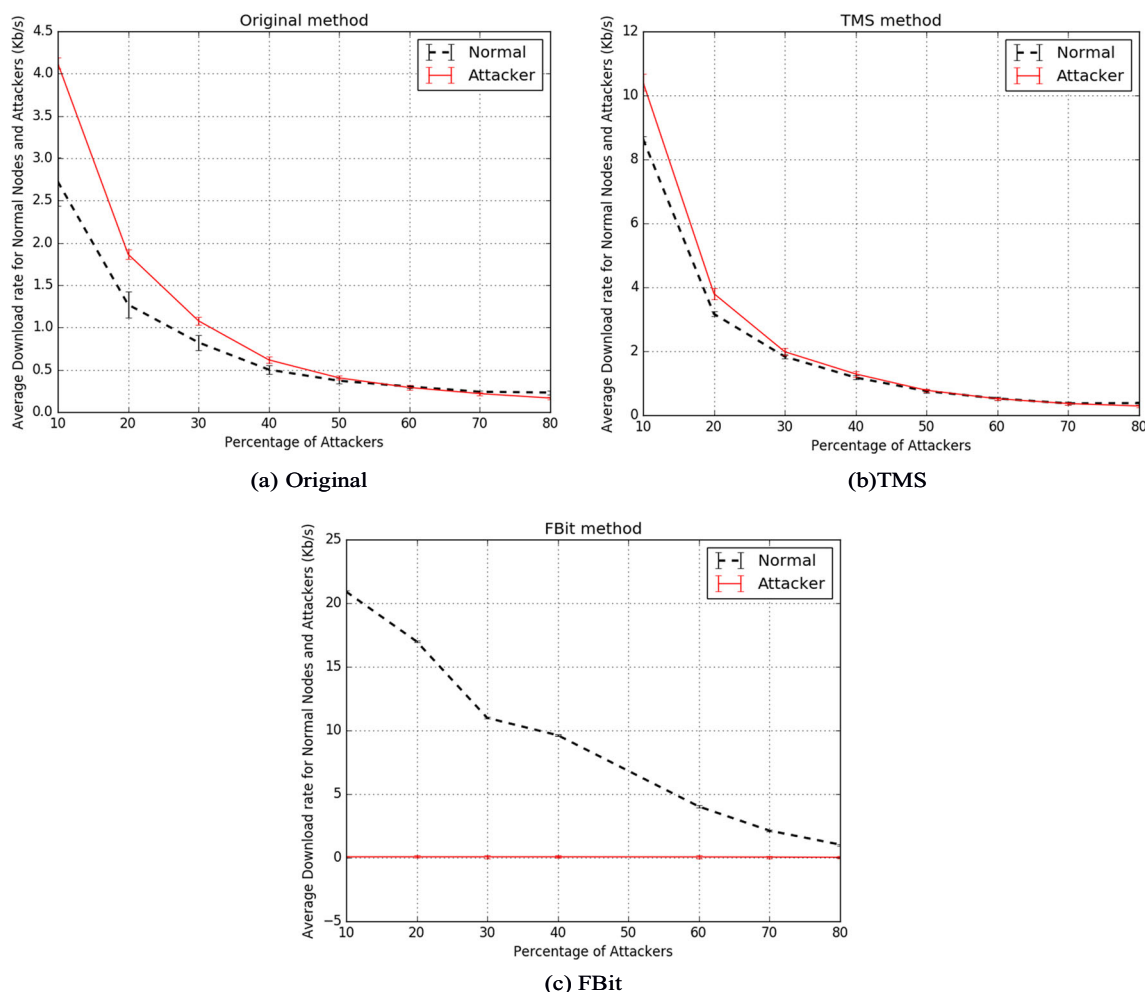 Original method
Average Download rate for Normal Nodes and Attackers (Kb/s)
4.5
4.0
3.5
3.0
2.5
2.0
1.5
1.0
0.5
0.0
Normal
Attacker
10 20 30 40 50 60 70 80
Percentage of Attackers
(a) Original
TMS method
Average Download rate for Normal Nodes and Attackers (Kb/s)
12
10
8
6
4
2
0
Normal
Attacker
10 20 30 40 50 60 70 80
Percentage of Attackers
(b)TMS
FBit method
Average Download rate for Normal Nodes and Attackers (Kb/s)
25
20
15
10
5
0
−5
Normal
Attacker
10 20 30 40 50 60 70 80
Percentage of Attackers
(c) FBit